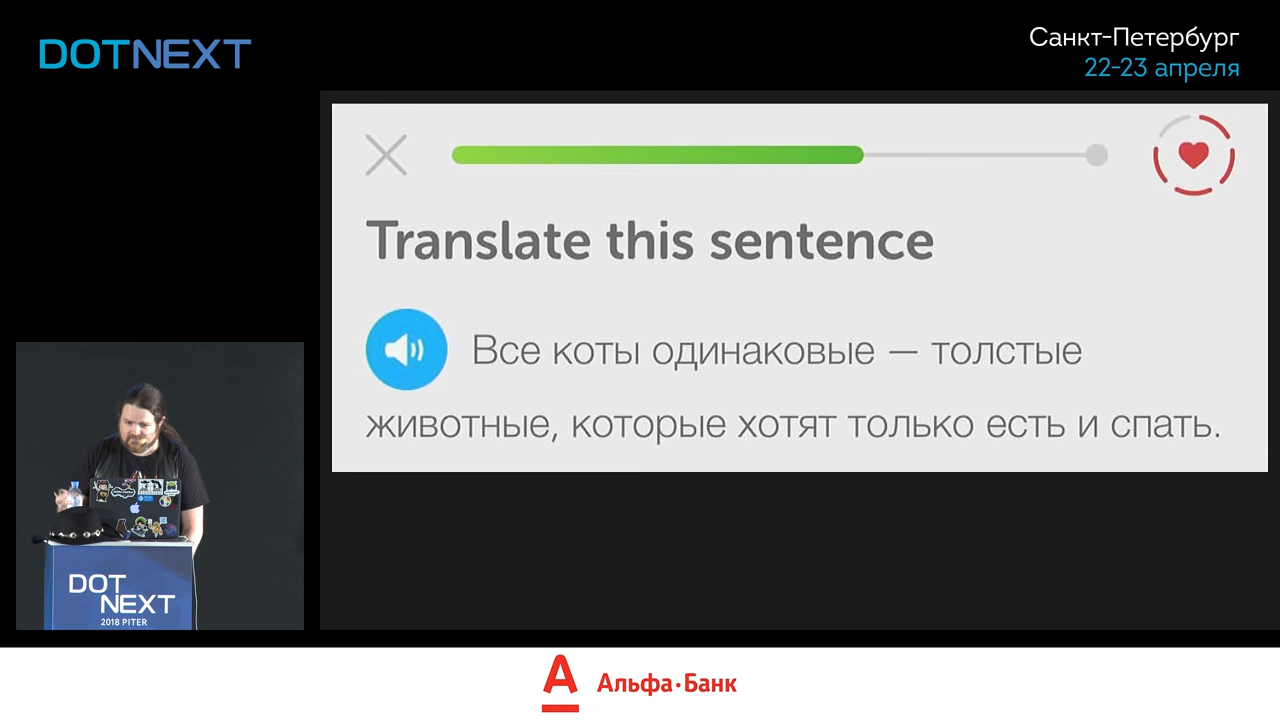 DOTNEXT
Санкт-Петербург
22-23 апреля
Translate this sentence
Все коты одинаковые — толстые
животные, которые хотят только есть и спать.
DOT
NEXT
2018 PITER
Альфа·Банк